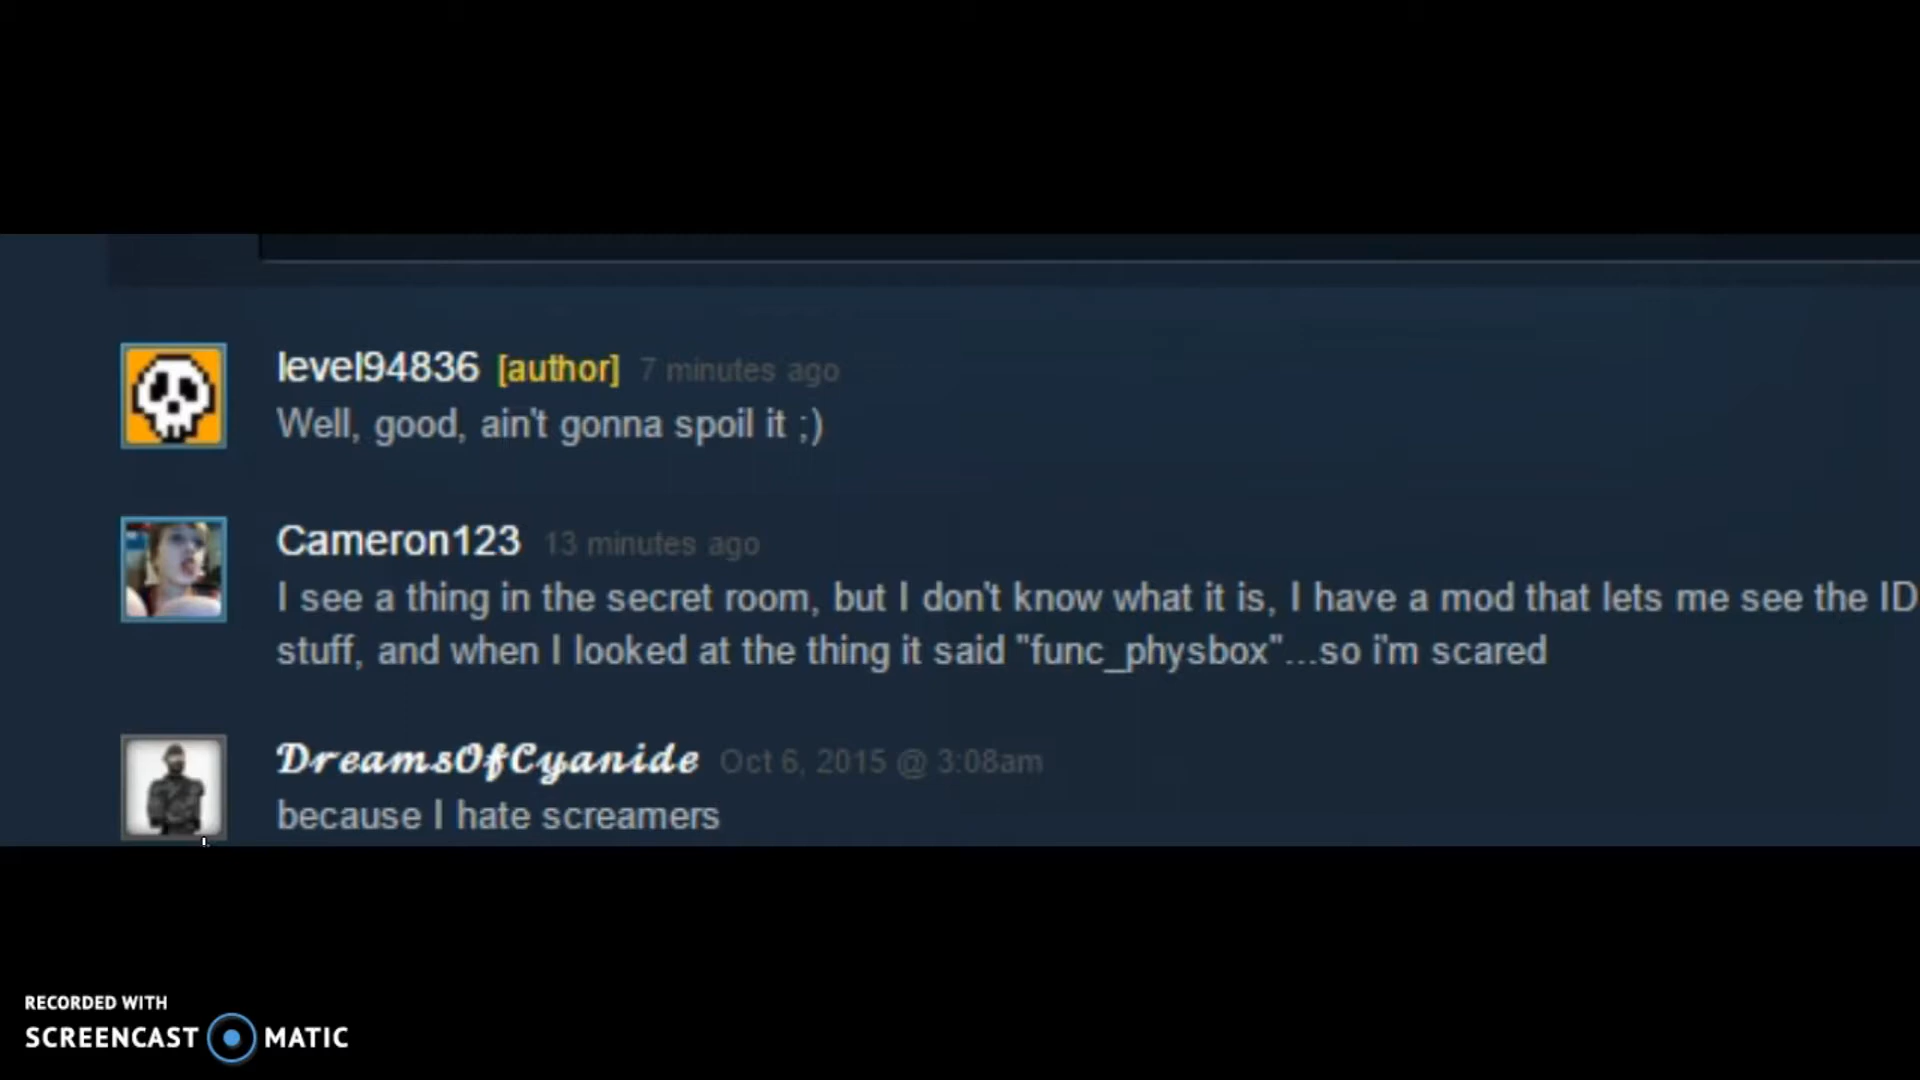 level94836 [author] 7 minutes ago
Well, good, ain't gonna spoil it ;)
Cameron123 13 minutes ago
I see a thing in the secret room, but I don't know what it is, I have a mod that lets me see the ID
stuff, and when I looked at the thing it said "func_physbox"...so i'm scared
DreamsOfCyanide Oct 6, 2015 @ 3:08am
because I hate screamers
RECORDED WITH
SCREENCAST MATIC